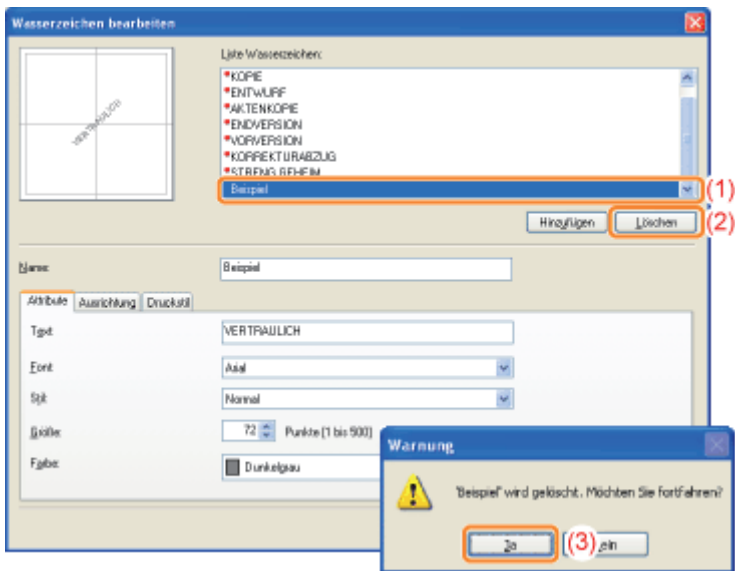 Wasserzeichen bearbeiten
Liste Wasserzeichen:
KOPIE
ENTWURF
AKTENKOPIE
ENDVERSION
VORVERSION
KORREKTURABZUG
STRENG GEHEIM
Beispiel (1)
VERTRAULICH
Hinzufügen Löschen (2)
Name: Beispiel
Attribute Ausrichtung Druckstil
Text: VERTRAULICH
Font: Arial
Stil: Normal
Größe: 72 Punkte (1 bis 500)
Farbe: Dunkelgrau
Warnung
'Beispiel' wird gelöscht. Möchten Sie fortfahren?
Ja (3) ein